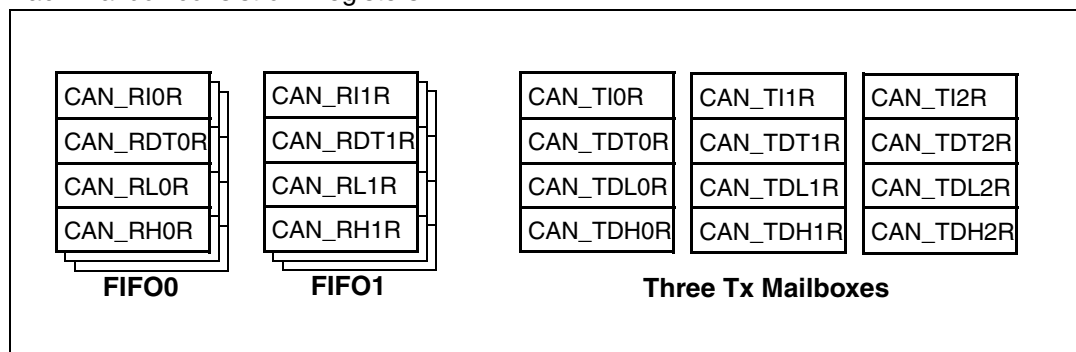 CAN_RI0R CAN_RI1R CAN_TI0R CAN_TI1R CAN_TI2R
CAN_RDT0R CAN_RDT1R CAN_TDT0R CAN_TDT1R CAN_TDT2R
CAN_RL0R CAN_RL1R CAN_TDL0R CAN_TDL1R CAN_TDL2R
CAN_RH0R CAN_RH1R CAN_TDH0R CAN_TDH1R CAN_TDH2R
FIFO0 FIFO1 Three Tx Mailboxes